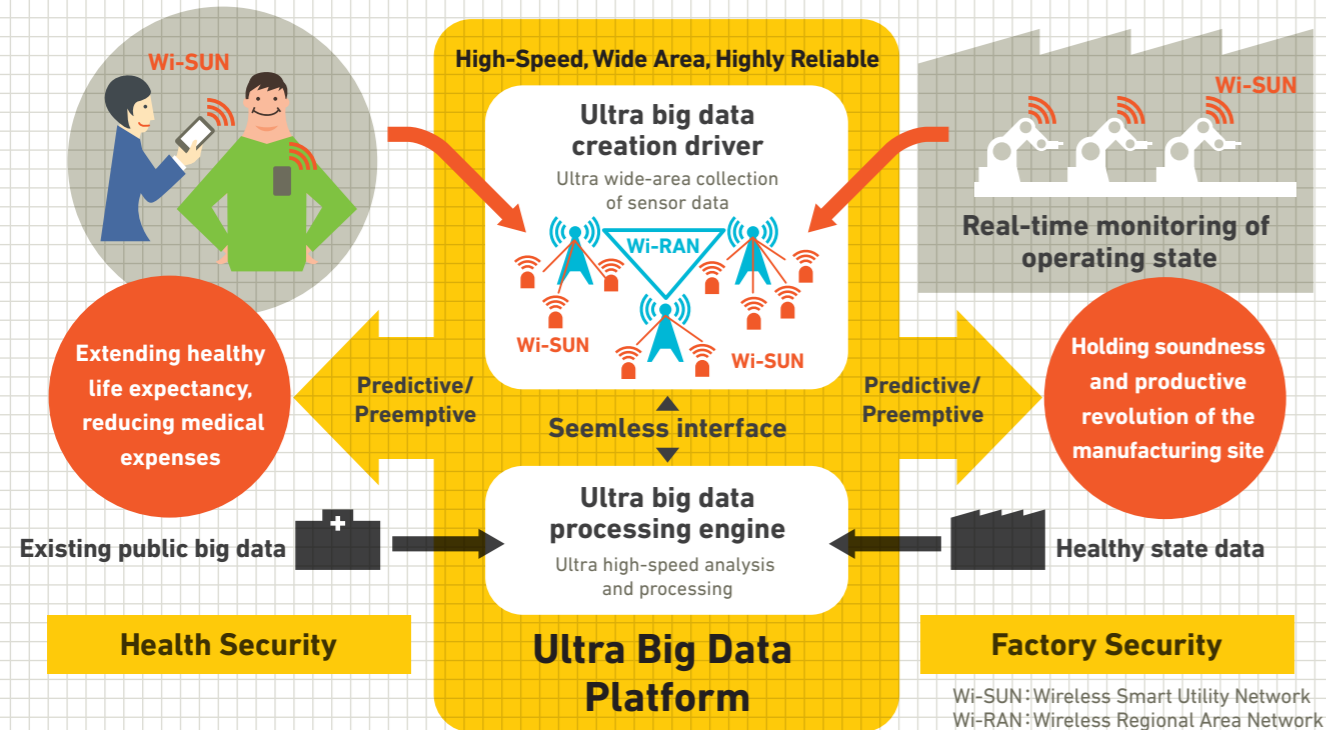 Wi-SUN
High-Speed, Wide Area, Highly Reliable
Ultra big data
creation driver
Ultra wide-area collection
of sensor data
Wi-RAN
Wi-SUN
Wi-SUN
Wi-SUN
Real-time monitoring of
operating state
Extending healthy
life expectancy,
reducing medical
expenses
Predictive/
Preemptive
Seemless interface
Predictive/
Preemptive
Holding soundness
and productive
revolution of the
manufacturing site
Existing public big data
Ultra big data
processing engine
Ultra high-speed analysis
and processing
Healthy state data
Health Security
Ultra Big Data
Platform
Factory Security
Wi-SUN:Wireless Smart Utility Network
Wi-RAN:Wireless Regional Area Network